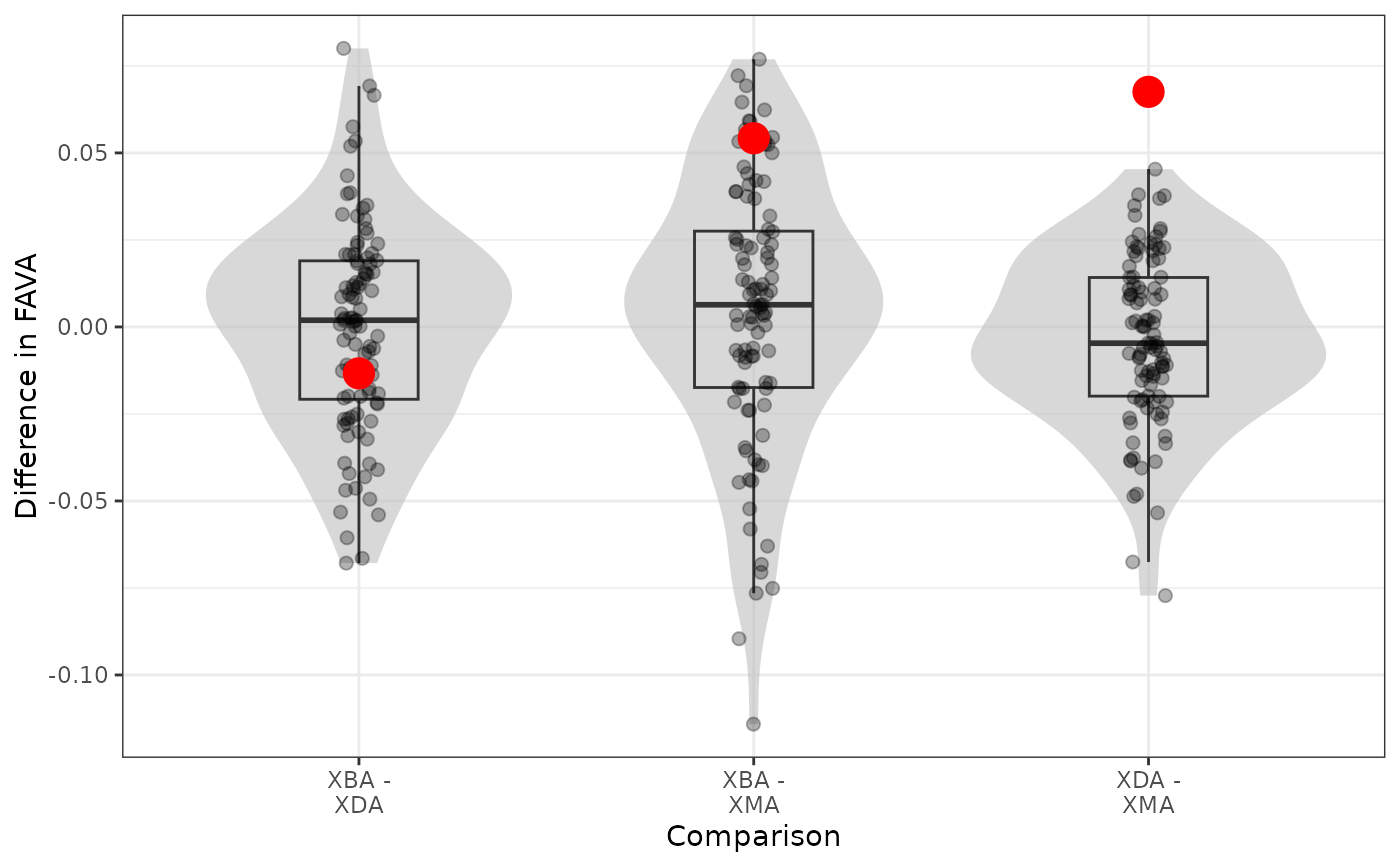 Difference in FAVA
0.05
0.00
-0.05
-0.10
XBA -
XDA
XBA -
XMA
XDA -
XMA
Comparison